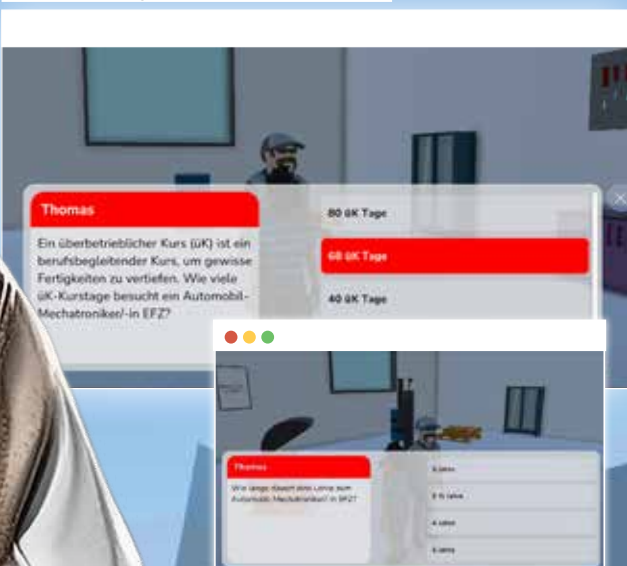 Thomas
Ein überbetrieblicher Kurs (üK) ist ein
berufsbegleitender Kurs, um gewisse
Fertigkeiten zu vertiefen. Wie viele
üK-Kurstage besucht ein Automobil-
Mechatroniker/-in EFZ?
80 üK Tage
60 üK Tage
40 üK Tage
Thomas
Wie lange dauert eine Lehre zum
Automobil-Mechatroniker/ in EFZ?
4 Jahre